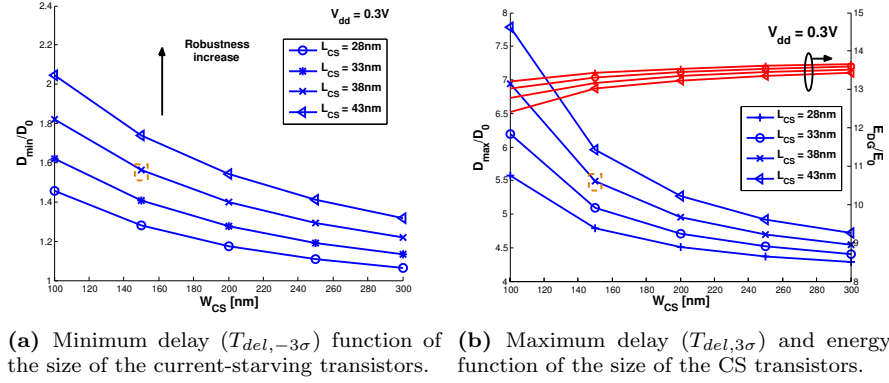 2.4
2.2
2
1.8
1.6
1.4
1.2
1
D_min/D_0
100 120 140 160 180 200 220 240 260 280 300
W_CS [nm]
V_dd = 0.3V
Robustness
increase
L_CS = 28nm
L_CS = 33nm
L_CS = 38nm
L_CS = 43nm
8
7.5
7
6.5
6
5.5
5
4.5
4
D_max/D_0
100 120 140 160 180 200 220 240 260 280 300
W_CS [nm]
15
14
13
12
11
10
9
8
E_DG/E_0
V_dd = 0.3V
L_CS = 28nm
L_CS = 33nm
L_CS = 38nm
L_CS = 43nm
(a) Minimum delay (T_{del,−3σ}) function of
the size of the current-starving transistors.
(b) Maximum delay (T_{del,3σ}) and energy
function of the size of the CS transistors.